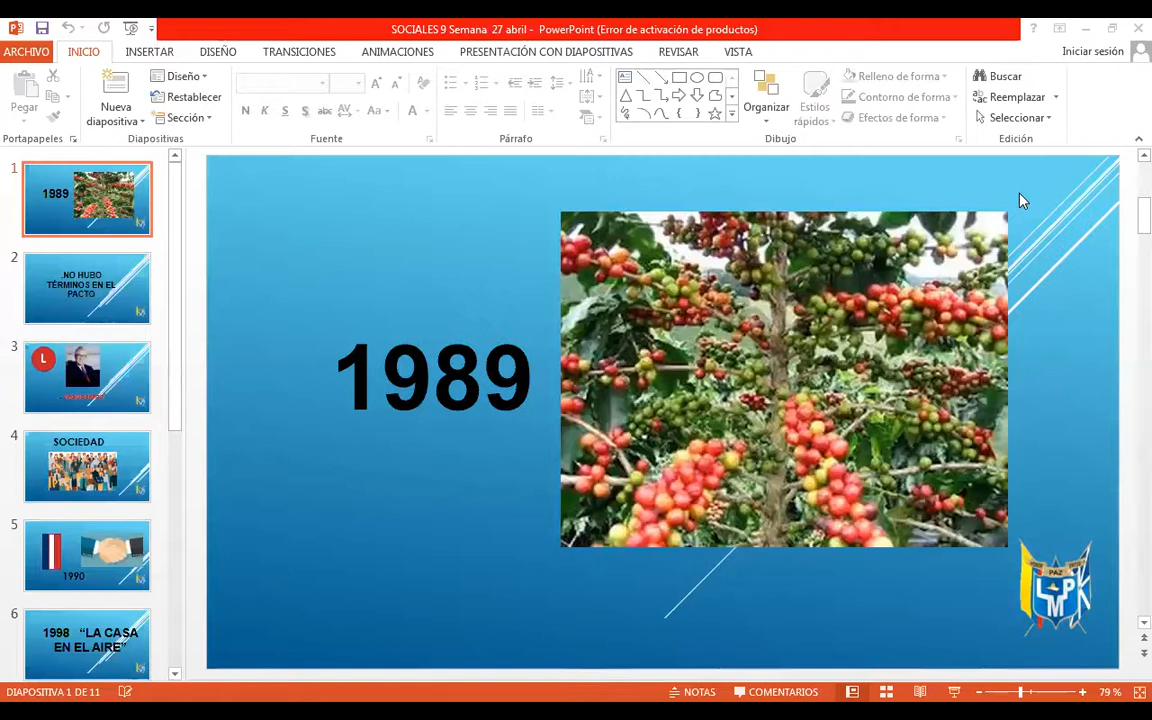 SOCIALES 9 Semana 27 abril - PowerPoint (Error de activación de productos)
ARCHIVO INICIO INSERTAR DISEÑO TRANSICIONES ANIMACIONES PRESENTACIÓN CON DIAPOSITIVAS REVISAR VISTA Iniciar sesión
Pegar
Nueva diapositiva
Diseño
Restablecer
Sección
N K S S abc AV Aa A
Organizar
Estilos rápidos
Relleno de forma
Contorno de forma
Efectos de forma
Buscar
Reemplazar
Seleccionar
Portapapeles Diapositivas Fuente Párrafo Dibujo Edición
1
1989
2
.NO HUBO
TÉRMINOS EN EL
PACTO
3
L
4
SOCIEDAD
5
1990
6
1998 “LA CASA
EN EL AIRE”
1989
PAZ
DIAPOSITIVA 1 DE 11 NOTAS COMENTARIOS 79 %